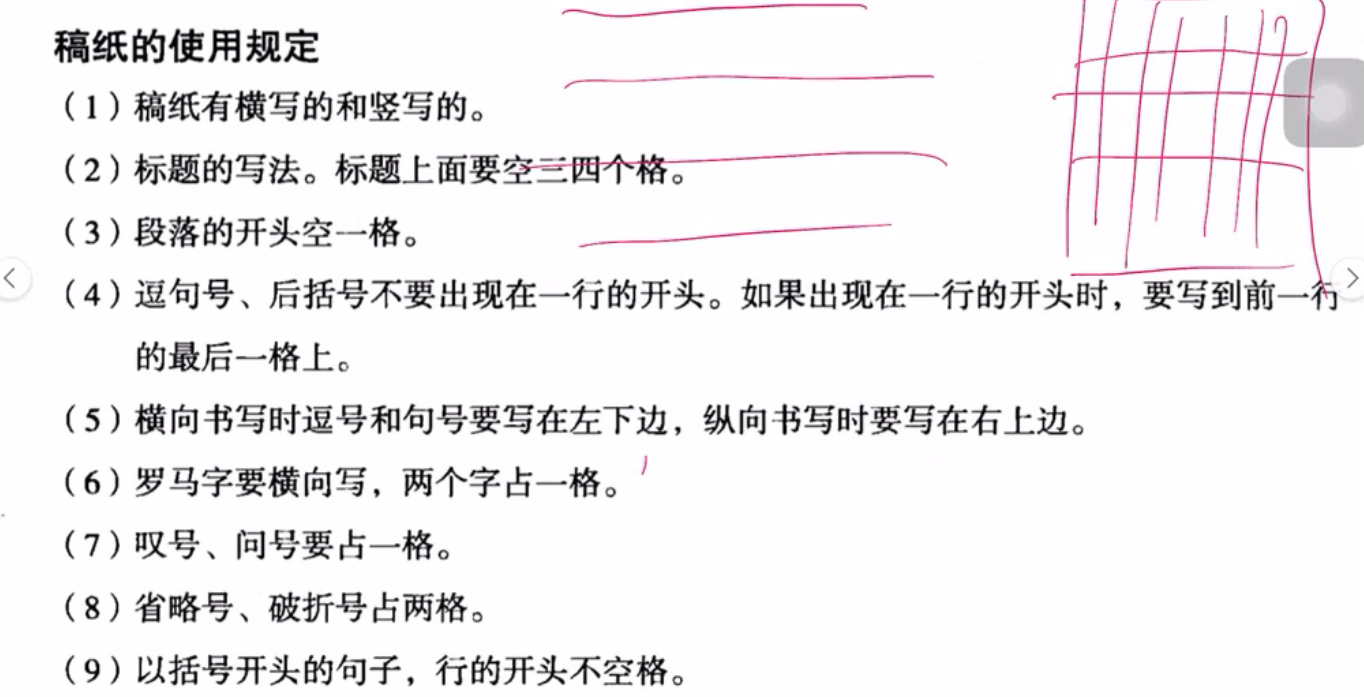 稿纸的使用规定
（1）稿纸有横写的和竖写的。
（2）标题的写法。标题上面要空三四个格。
（3）段落的开头空一格。
（4）逗句号、后括号不要出现在一行的开头。如果出现在一行的开头时，要写到前一行
的最后一格上。
（5）横向书写时逗号和句号要写在左下边，纵向书写时要写在右上边。
（6）罗马字要横向写，两个字占一格。
（7）叹号、问号要占一格。
（8）省略号、破折号占两格。
（9）以括号开头的句子，行的开头不空格。